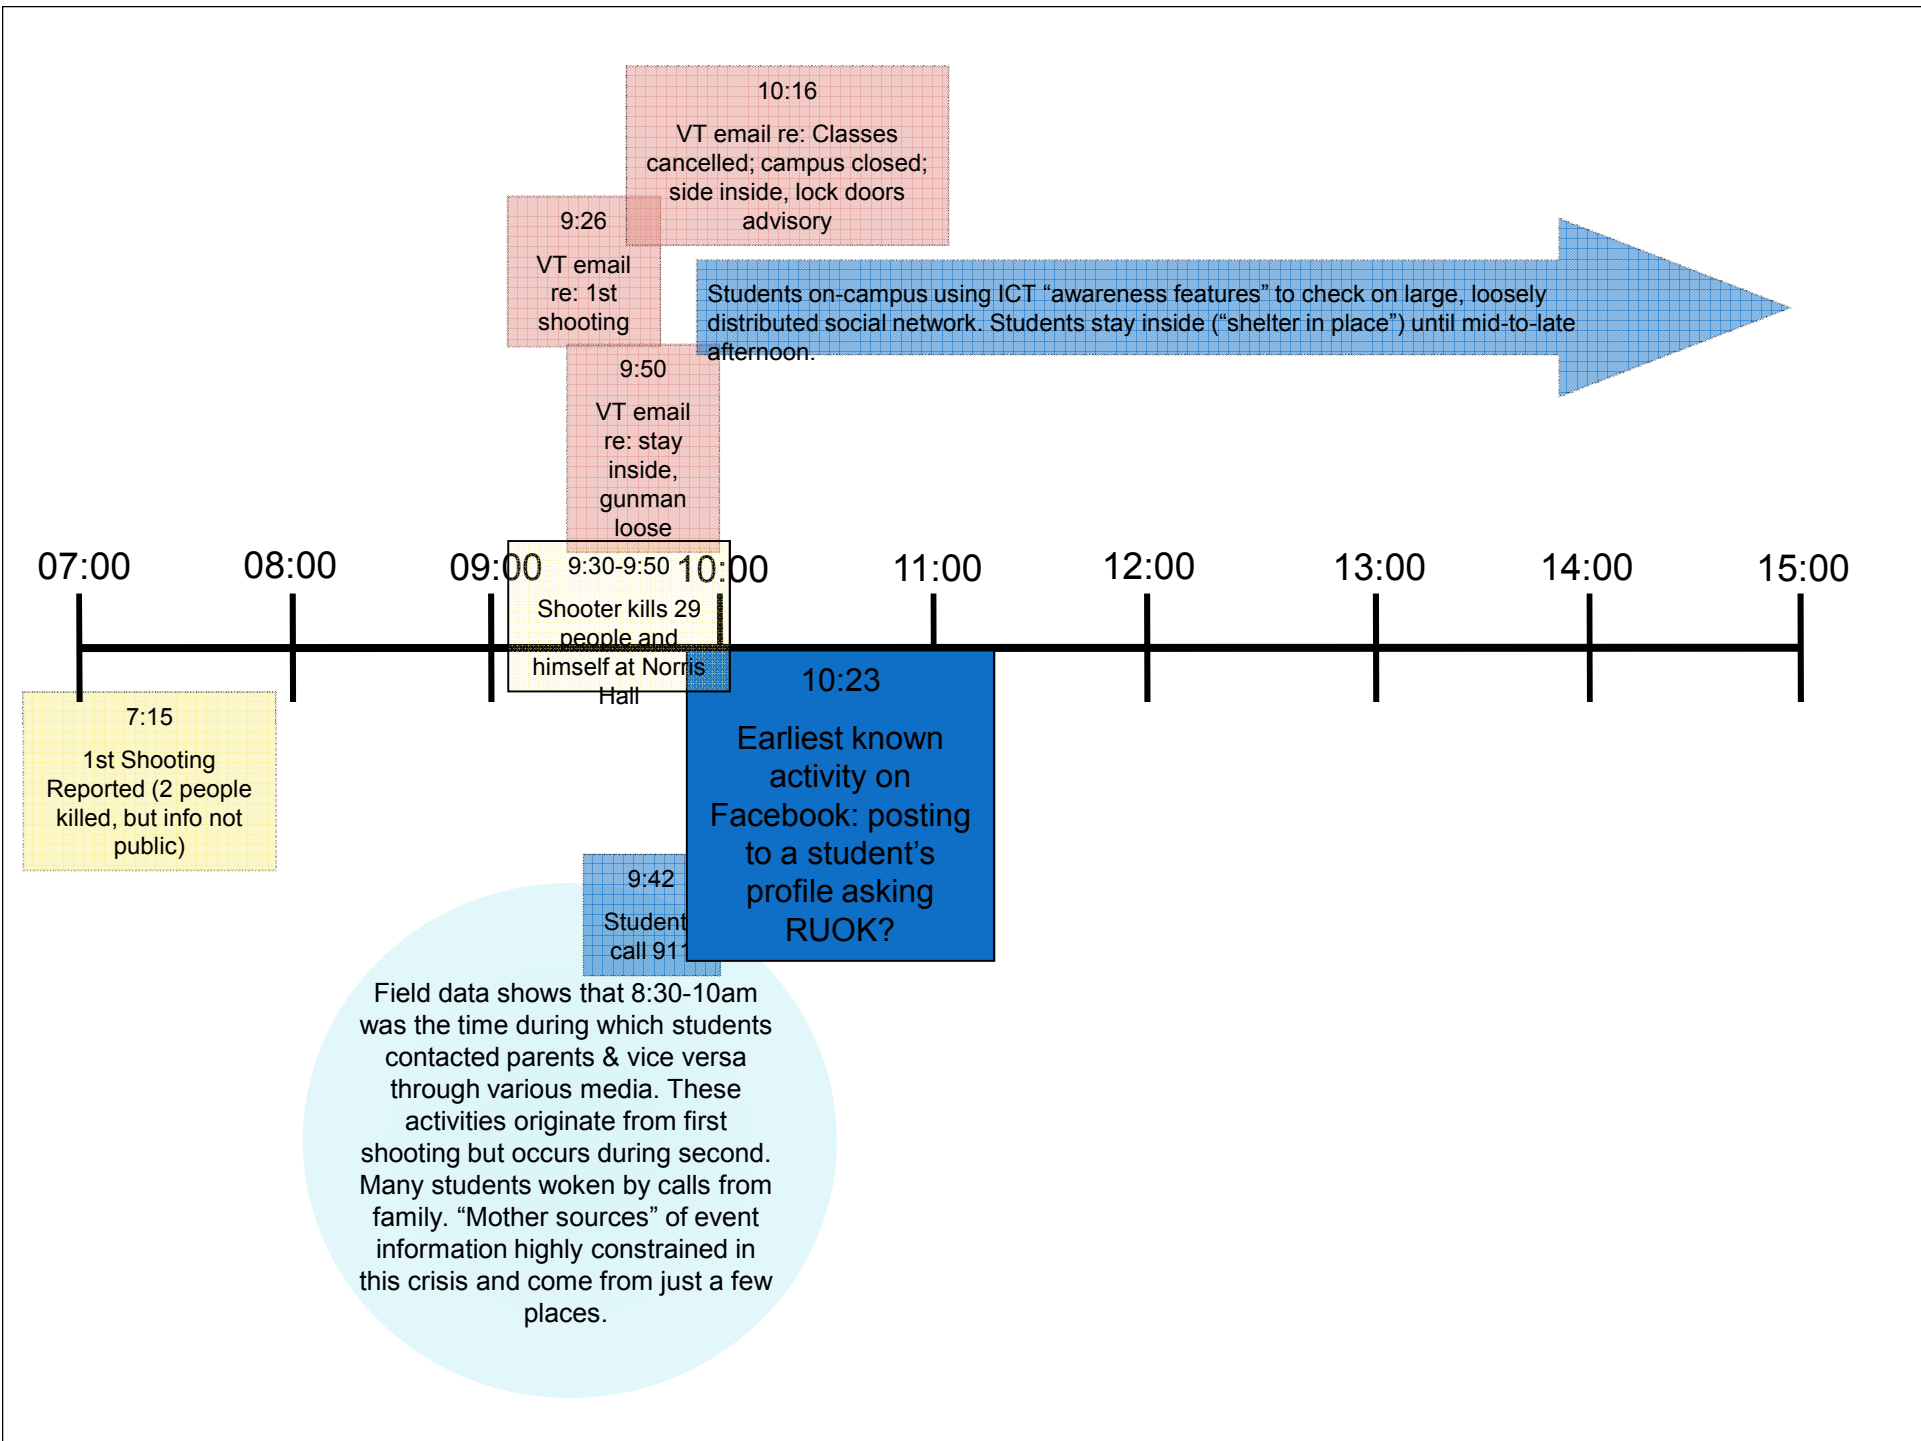 10:16
VT email re: Classes
cancelled; campus closed;
side inside, lock doors
advisory
9:26
VT email
re: 1st
shooting
Students on-campus using ICT “awareness features” to check on large, loosely
distributed social network. Students stay inside (“shelter in place”) until mid-to-late
afternoon.
9:50
VT email
re: stay
inside,
gunman
loose
07:00
08:00
09:00
10:00
11:00
12:00
13:00
14:00
15:00
9:30-9:50
Shooter kills 29
people and
himself at Norris
Hall
7:15
1st Shooting
Reported (2 people
killed, but info not
public)
10:23
Earliest known
activity on
Facebook: posting
to a student’s
profile asking
RUOK?
9:42
Student
call 911
Field data shows that 8:30-10am
was the time during which students
contacted parents & vice versa
through various media. These
activities originate from first
shooting but occurs during second.
Many students woken by calls from
family. “Mother sources” of event
information highly constrained in
this crisis and come from just a few
places.